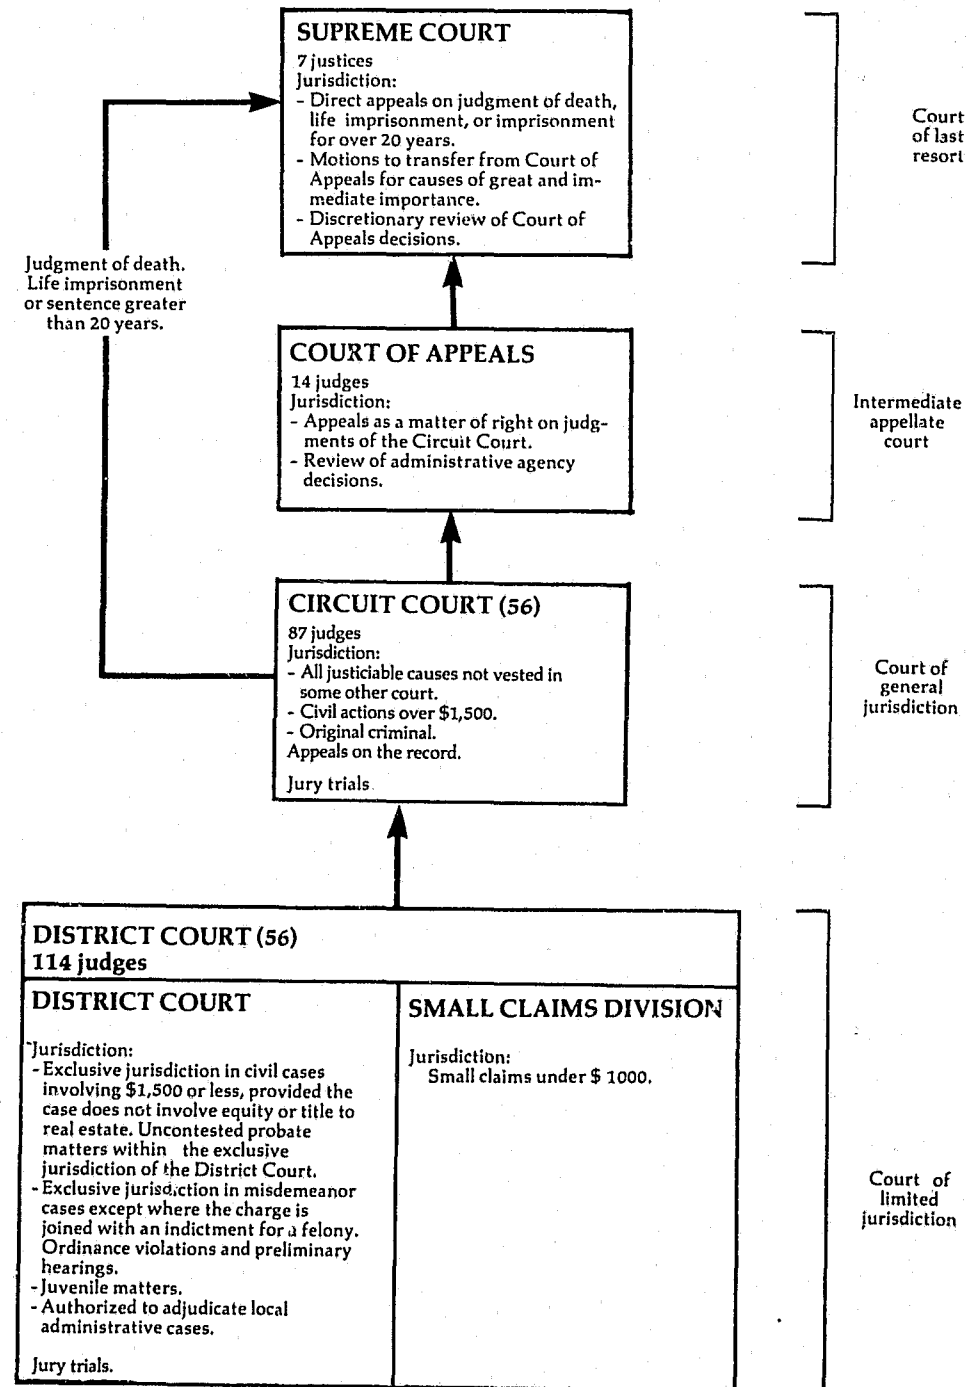 SUPREME COURT
7 justices
Jurisdiction:
- Direct appeals on judgment of death,
life imprisonment, or imprisonment
for over 20 years.
- Motions to transfer from Court of
Appeals for causes of great and im-
mediate importance.
- Discretionary review of Court of
Appeals decisions.
Court
of last
resort
Judgment of death.
Life imprisonment
or sentence greater
than 20 years.
COURT OF APPEALS
14 judges
Jurisdiction:
- Appeals as a matter of right on judg-
ments of the Circuit Court.
- Review of administrative agency
decisions.
Intermediate
appellate
court
CIRCUIT COURT (56)
87 judges
Jurisdiction:
- All justiciable causes not vested in
some other court.
- Civil actions over $1,500.
- Original criminal.
Appeals on the record.
Jury trials.
Court of
general
jurisdiction
DISTRICT COURT (56)
114 judges
DISTRICT COURT
Jurisdiction:
- Exclusive jurisdiction in civil cases
involving $1,500 or less, provided the
case does not involve equity or title to
real estate. Uncontested probate
matters within the exclusive
jurisdiction of the District Court.
- Exclusive jurisdiction in misdemeanor
cases except where the charge is
joined with an indictment for a felony.
Ordinance violations and preliminary
hearings.
- Juvenile matters.
- Authorized to adjudicate local
administrative cases.
Jury trials.
SMALL CLAIMS DIVISION
Jurisdiction:
Small claims under $ 1000.
Court of
limited
jurisdiction